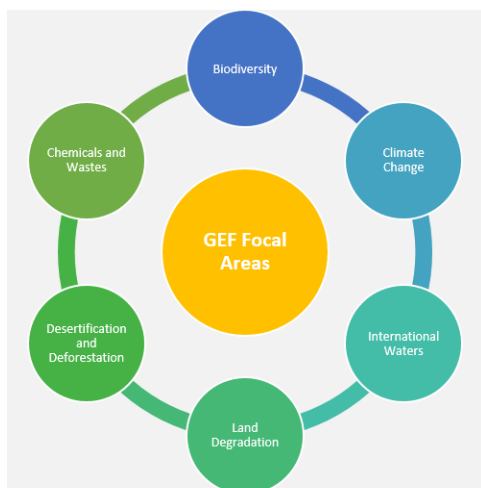 Biodiversity
Climate
Change
International
Waters
Land
Degradation
Desertification
and
Deforestation
Chemicals and
Wastes
GEF Focal
Areas